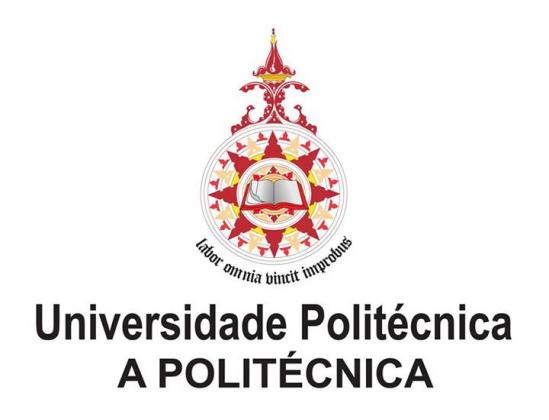 labor omnia vincit improbus
Universidade Politécnica
A POLITÉCNICA